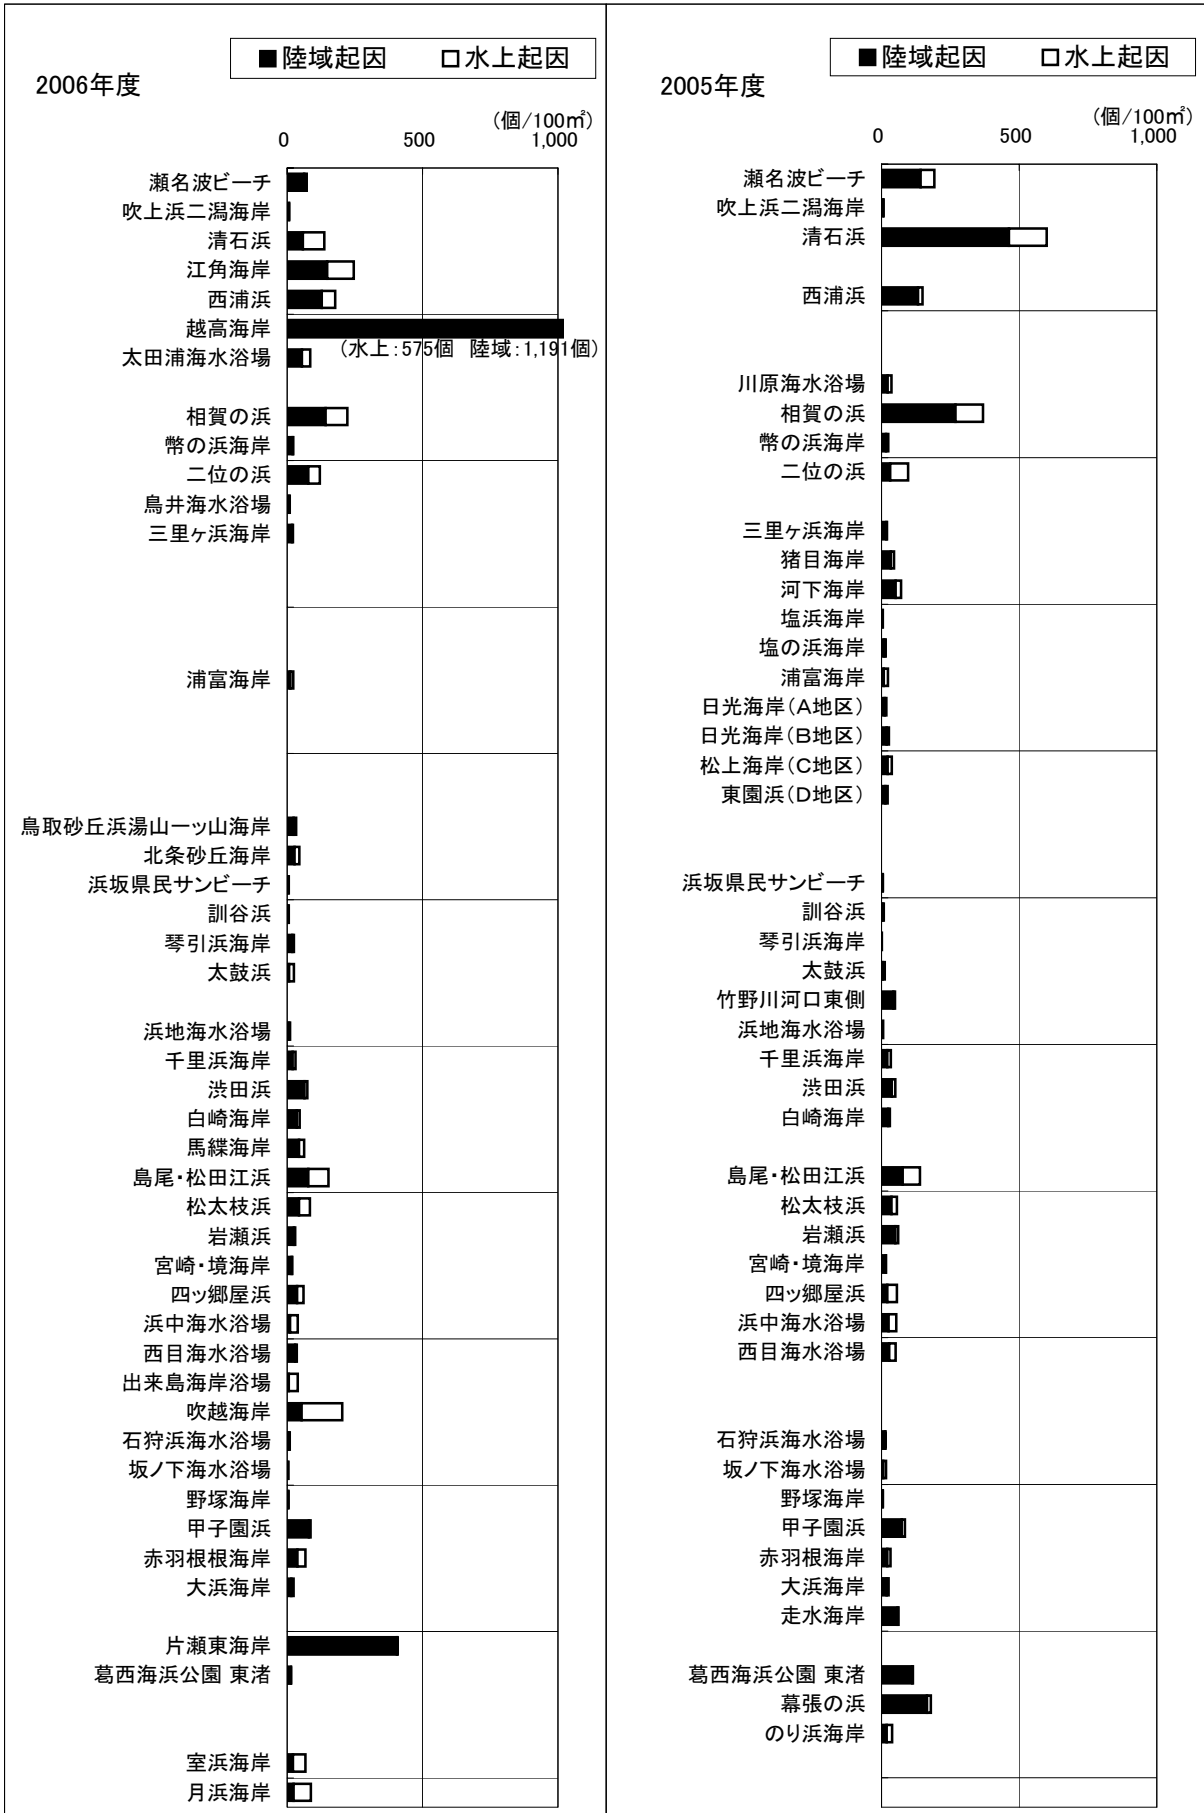 ■陸域起因 □水上起因
2006年度
(個/100㎡)
0 500 1,000
瀬名波ビーチ
吹上浜二潟海岸
清石浜
江角海岸
西浦浜
越高海岸
(水上:575個 陸域:1,191個)
太田浦海水浴場
相賀の浜
幣の浜海岸
二位の浜
鳥井海水浴場
三里ヶ浜海岸
浦富海岸
鳥取砂丘浜湯山一ッ山海岸
北条砂丘海岸
浜坂県民サンビーチ
訓谷浜
琴引浜海岸
太鼓浜
浜地海水浴場
千里浜海岸
渋田浜
白崎海岸
馬緤海岸
島尾・松田江浜
松太枝浜
岩瀬浜
宮崎・境海岸
四ッ郷屋浜
浜中海水浴場
西目海水浴場
出来島海岸浴場
吹越海岸
石狩浜海水浴場
坂ノ下海水浴場
野塚海岸
甲子園浜
赤羽根根海岸
大浜海岸
片瀬東海岸
葛西海浜公園 東渚
室浜海岸
月浜海岸
■陸域起因 □水上起因
2005年度
(個/100㎡)
0 500 1,000
瀬名波ビーチ
吹上浜二潟海岸
清石浜
西浦浜
川原海水浴場
相賀の浜
幣の浜海岸
二位の浜
三里ヶ浜海岸
猪目海岸
河下海岸
塩浜海岸
塩の浜海岸
浦富海岸
日光海岸(A地区)
日光海岸(B地区)
松上海岸(C地区)
東園浜(D地区)
浜坂県民サンビーチ
訓谷浜
琴引浜海岸
太鼓浜
竹野川河口東側
浜地海水浴場
千里浜海岸
渋田浜
白崎海岸
島尾・松田江浜
松太枝浜
岩瀬浜
宮崎・境海岸
四ッ郷屋浜
浜中海水浴場
西目海水浴場
石狩浜海水浴場
坂ノ下海水浴場
野塚海岸
甲子園浜
赤羽根海岸
大浜海岸
走水海岸
葛西海浜公園 東渚
幕張の浜
のり浜海岸